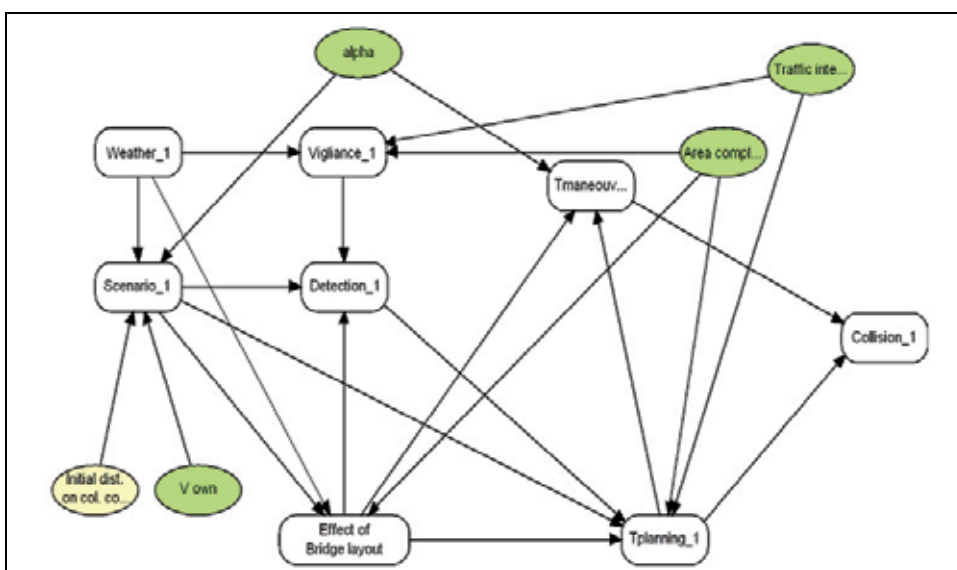 alpha
Traffic inte...
Weather_1
Vigliance_1
Area compl...
Tmaneouv...
Scenario_1
Detection_1
Collision_1
Initial dist.
on col. co...
V own
Effect of
Bridge layout
Tplanning_1